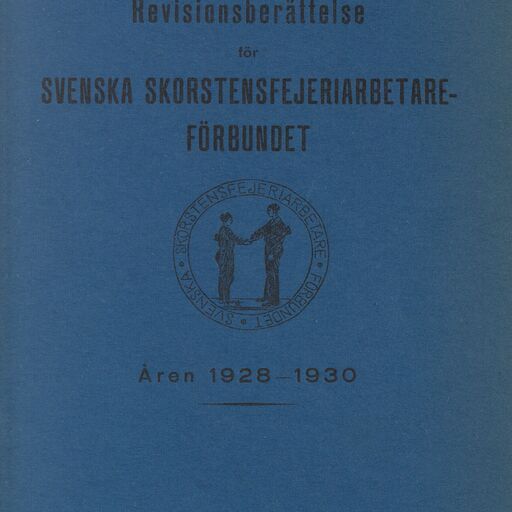 Revisionsberättelse
för
SVENSKA SKORSTENSFEJERIARBETARE-
FÖRBUNDET
SVENSKA • SKORSTENSFEJERIARBETARE • FÖRBUNDET •
Åren 1928—1930